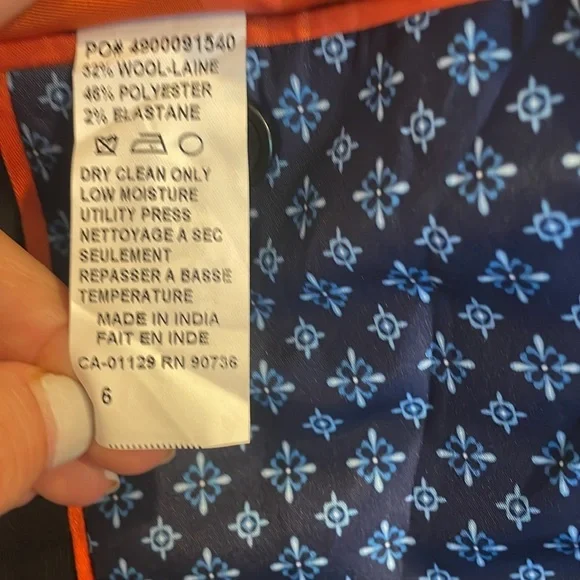 PO# 4900091540
52% WOOL-LAINE
46% POLYESTER
2% ELASTANE
DRY CLEAN ONLY
LOW MOISTURE
UTILITY PRESS
NETTOYAGE A SEC
SEULEMENT
REPASSER A BASSE
TEMPERATURE
MADE IN INDIA
FAIT EN INDE
CA-01129 RN 90736
6